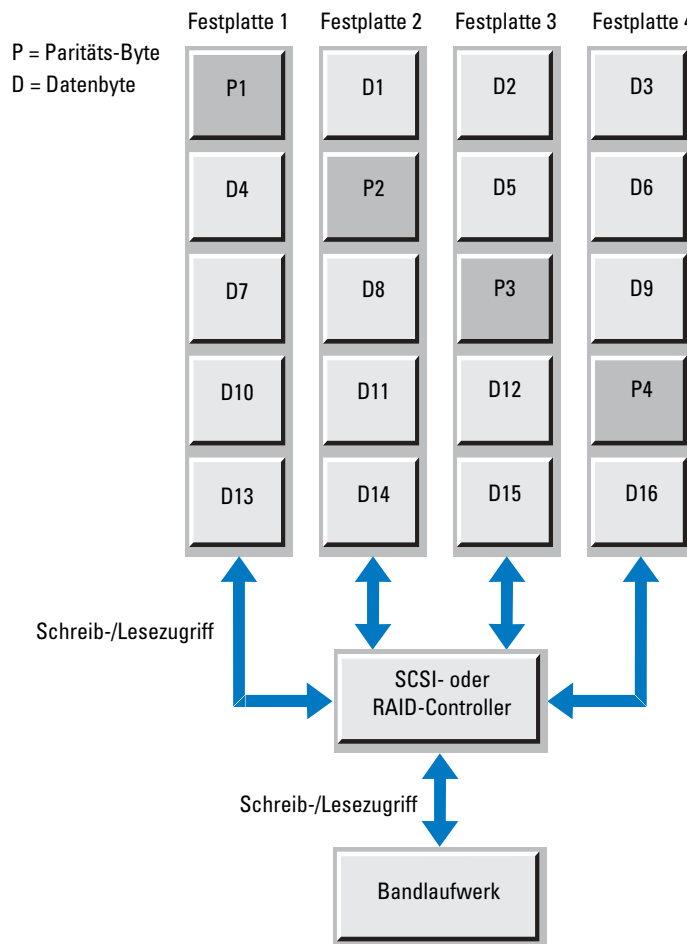 Festplatte 1 Festplatte 2 Festplatte 3 Festplatte 4
P = Paritäts-Byte
D = Datenbyte
P1 D1 D2 D3
D4 P2 D5 D6
D7 D8 P3 D9
D10 D11 D12 P4
D13 D14 D15 D16
Schreib-/Lesezugriff
SCSI- oder
RAID-Controller
Schreib-/Lesezugriff
Bandlaufwerk